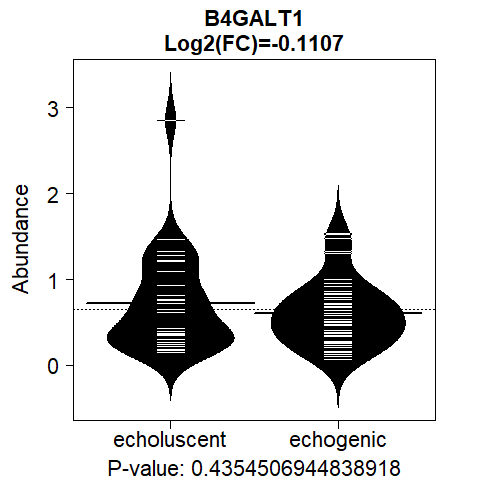 B4GALT1
Log2(FC)=-0.1107
Abundance
3
2
1
0
echoluscent
echogenic
P-value: 0.4354506944838918